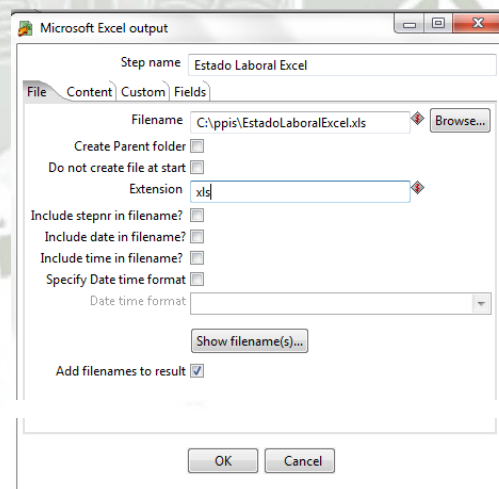 Microsoft Excel output
Step name Estado Laboral Excel
File Content Custom Fields
Filename C:\ppis\EstadoLaboralExcel.xls Browse...
Create Parent folder
Do not create file at start
Extension xls
Include stepnr in filename?
Include date in filename?
Include time in filename?
Specify Date time format
Date time format
Show filename(s)...
Add filenames to result
OK Cancel